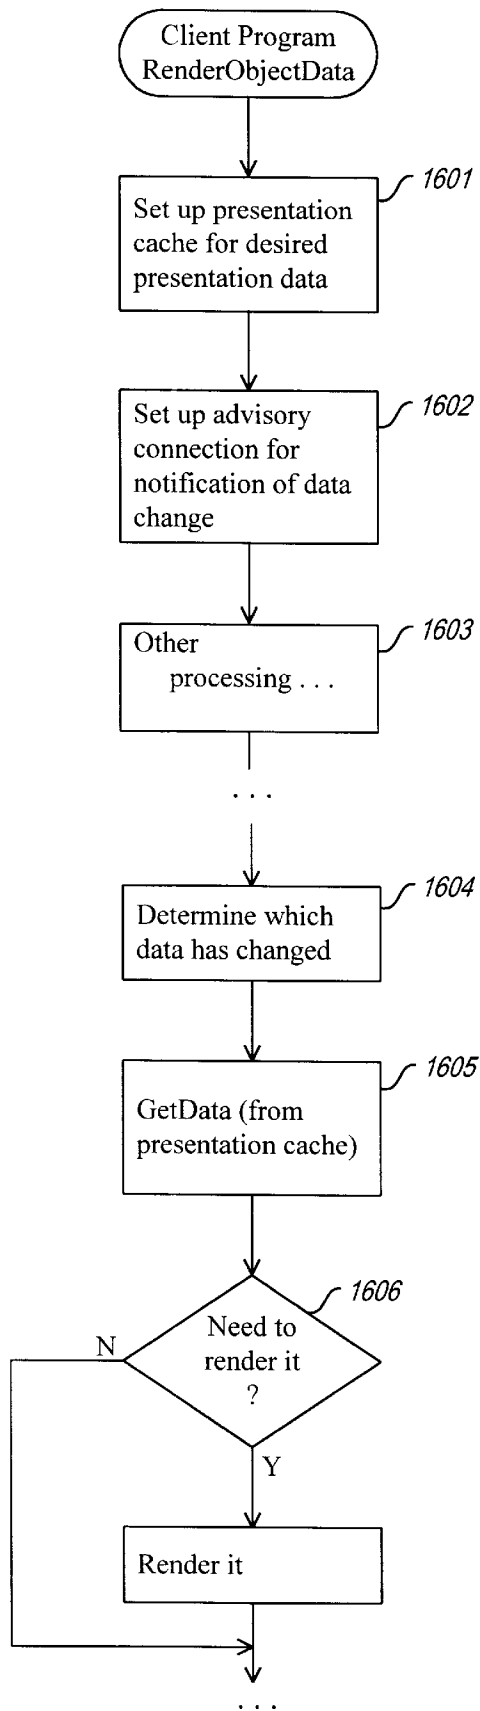 Client Program
RenderObjectData
1601
Set up presentation
cache for desired
presentation data
1602
Set up advisory
connection for
notification of data
change
1603
Other
processing . . .
. . .
1604
Determine which
data has changed
1605
GetData (from
presentation cache)
1606
Need to
render it
?
N
Y
Render it
. . .